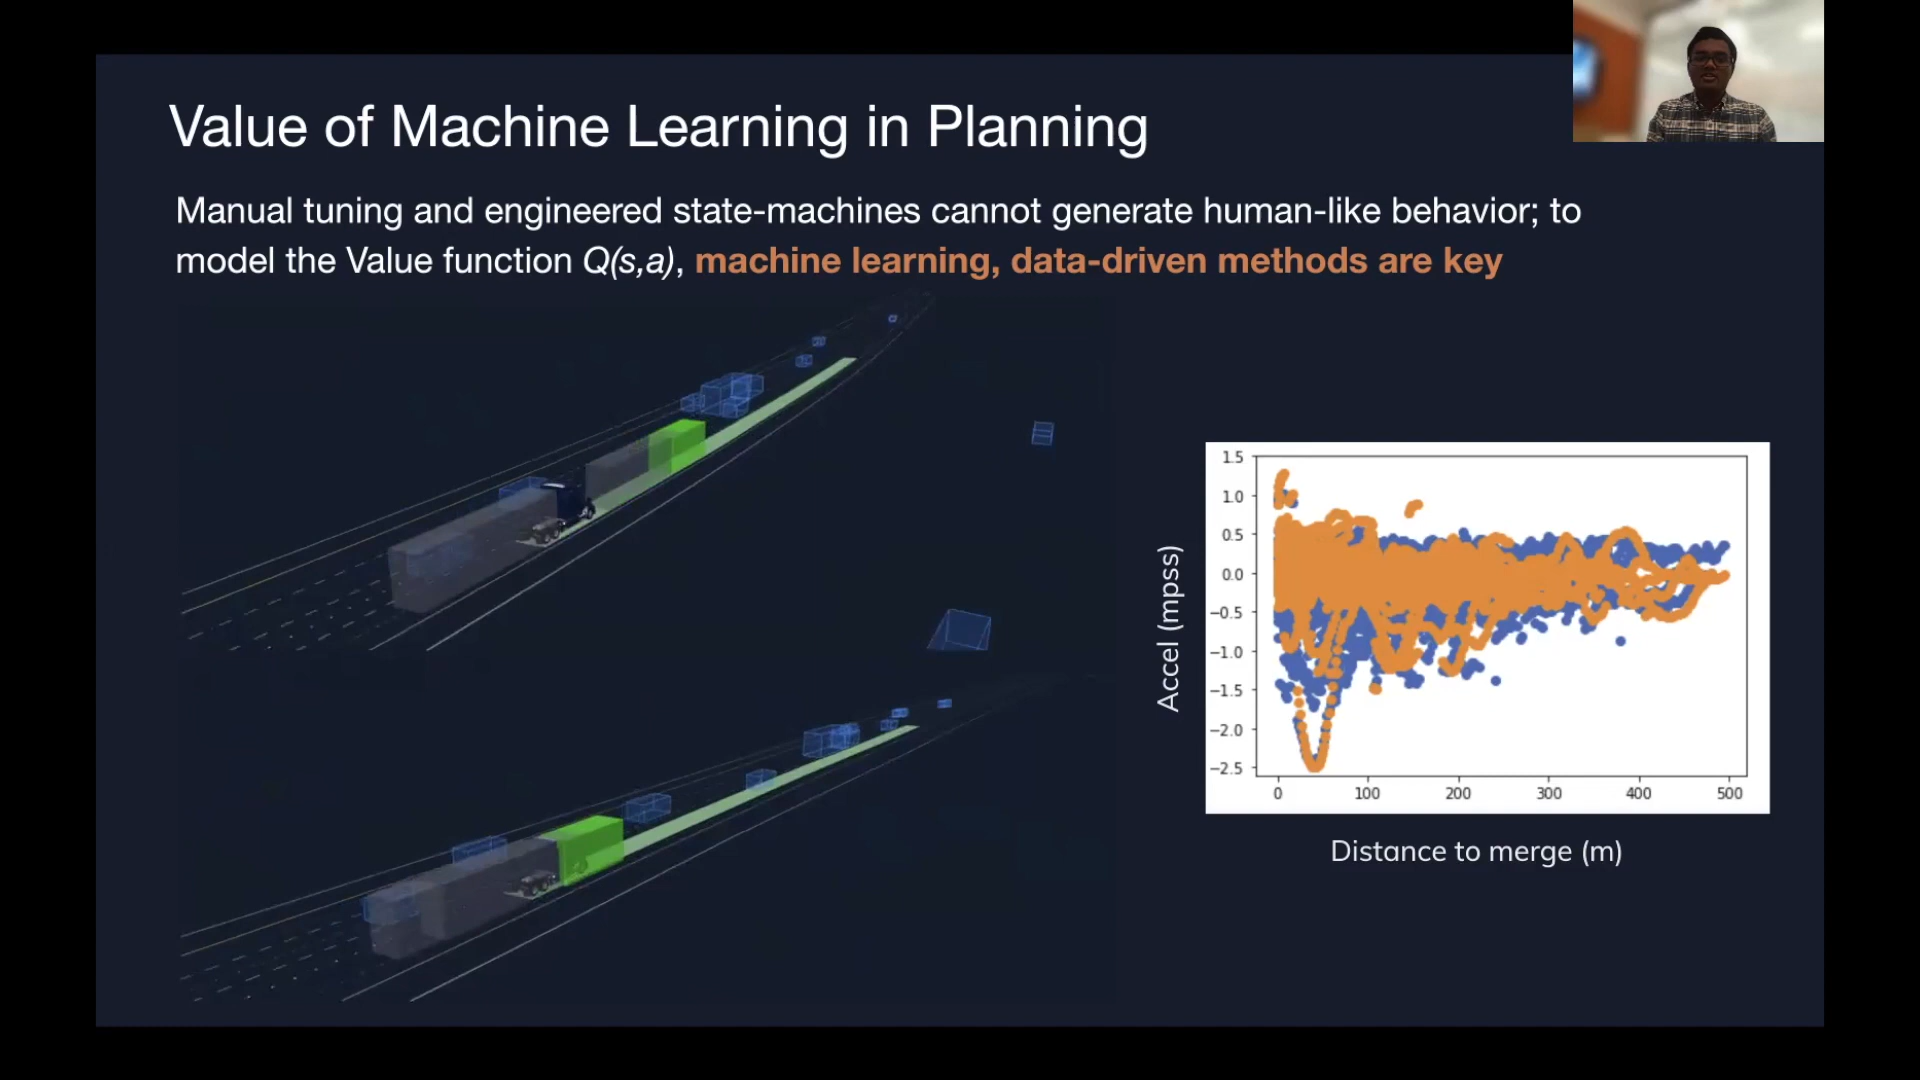 Value of Machine Learning in Planning
Manual tuning and engineered state-machines cannot generate human-like behavior; to
model the Value function Q(s,a), machine learning, data-driven methods are key
Accel (mpss)
1.5
1.0
0.5
0.0
−0.5
−1.0
−1.5
−2.0
−2.5
0 100 200 300 400 500
Distance to merge (m)